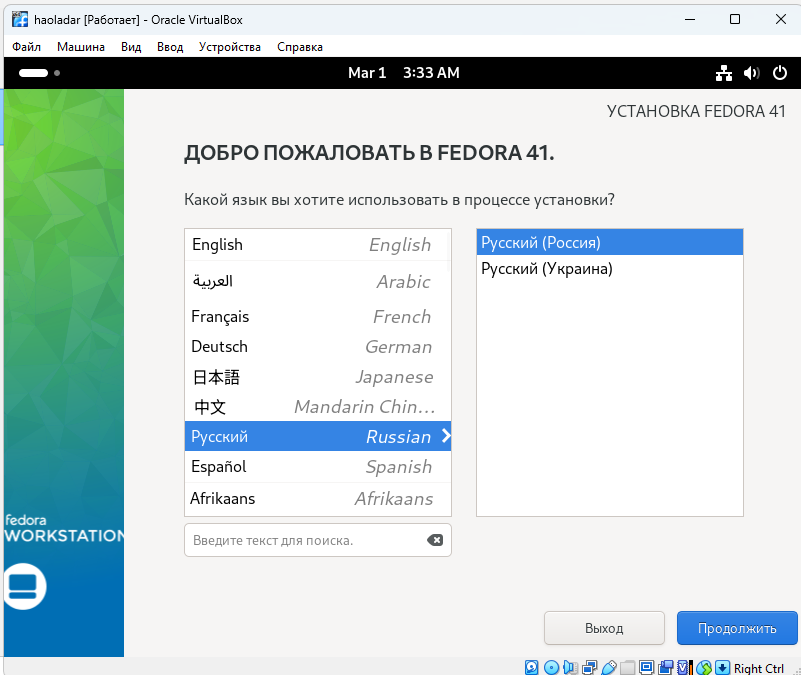 haoladar [Работает] - Oracle VirtualBox
Файл Машина Вид Ввод Устройства Справка
Mar 1 3:33 AM
УСТАНОВКА FEDORA 41
ДОБРО ПОЖАЛОВАТЬ В FEDORA 41.
Какой язык вы хотите использовать в процессе установки?
English English
العربية Arabic
Français French
Deutsch German
日本語 Japanese
中文 Mandarin Chin...
Русский Russian
Español Spanish
Afrikaans Afrikaans
Русский (Россия)
Русский (Украина)
Введите текст для поиска.
fedora
WORKSTATION
Выход Продолжить
Right Ctrl